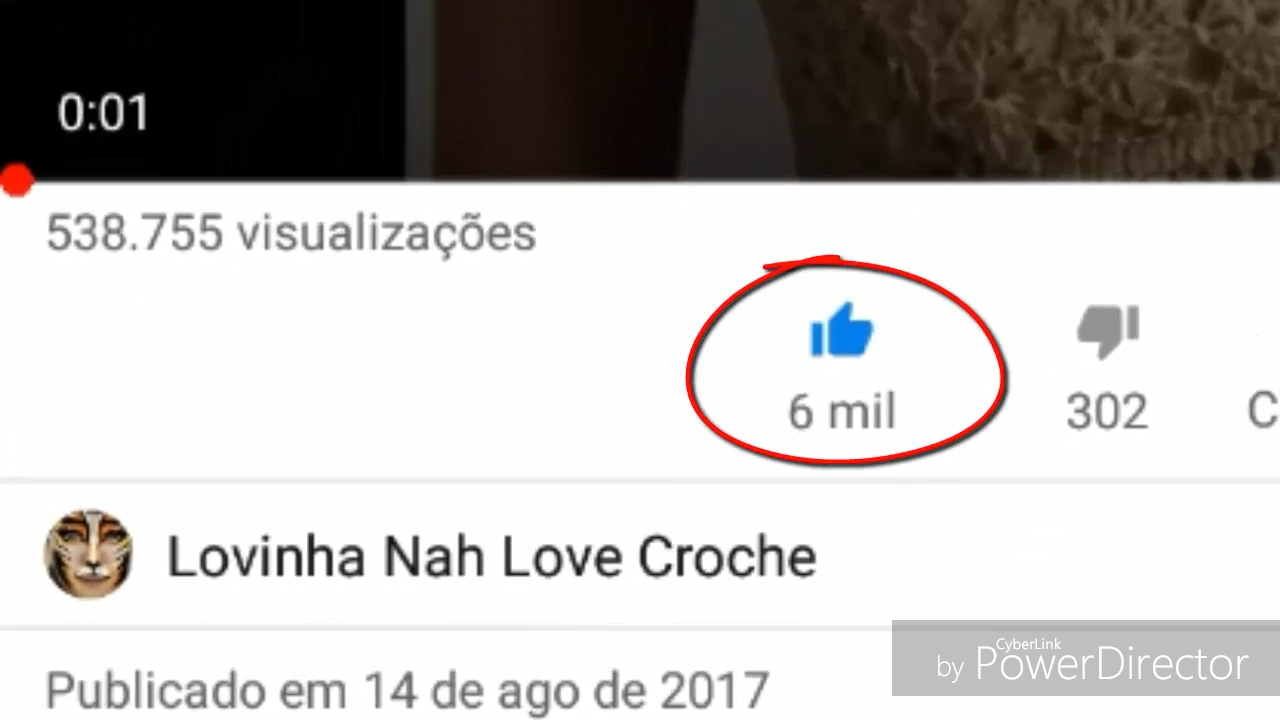 0:01
538.755 visualizações
6 mil
302
C
Lovinha Nah Love Croche
Publicado em 14 de ago de 2017
CyberLink
by PowerDirector